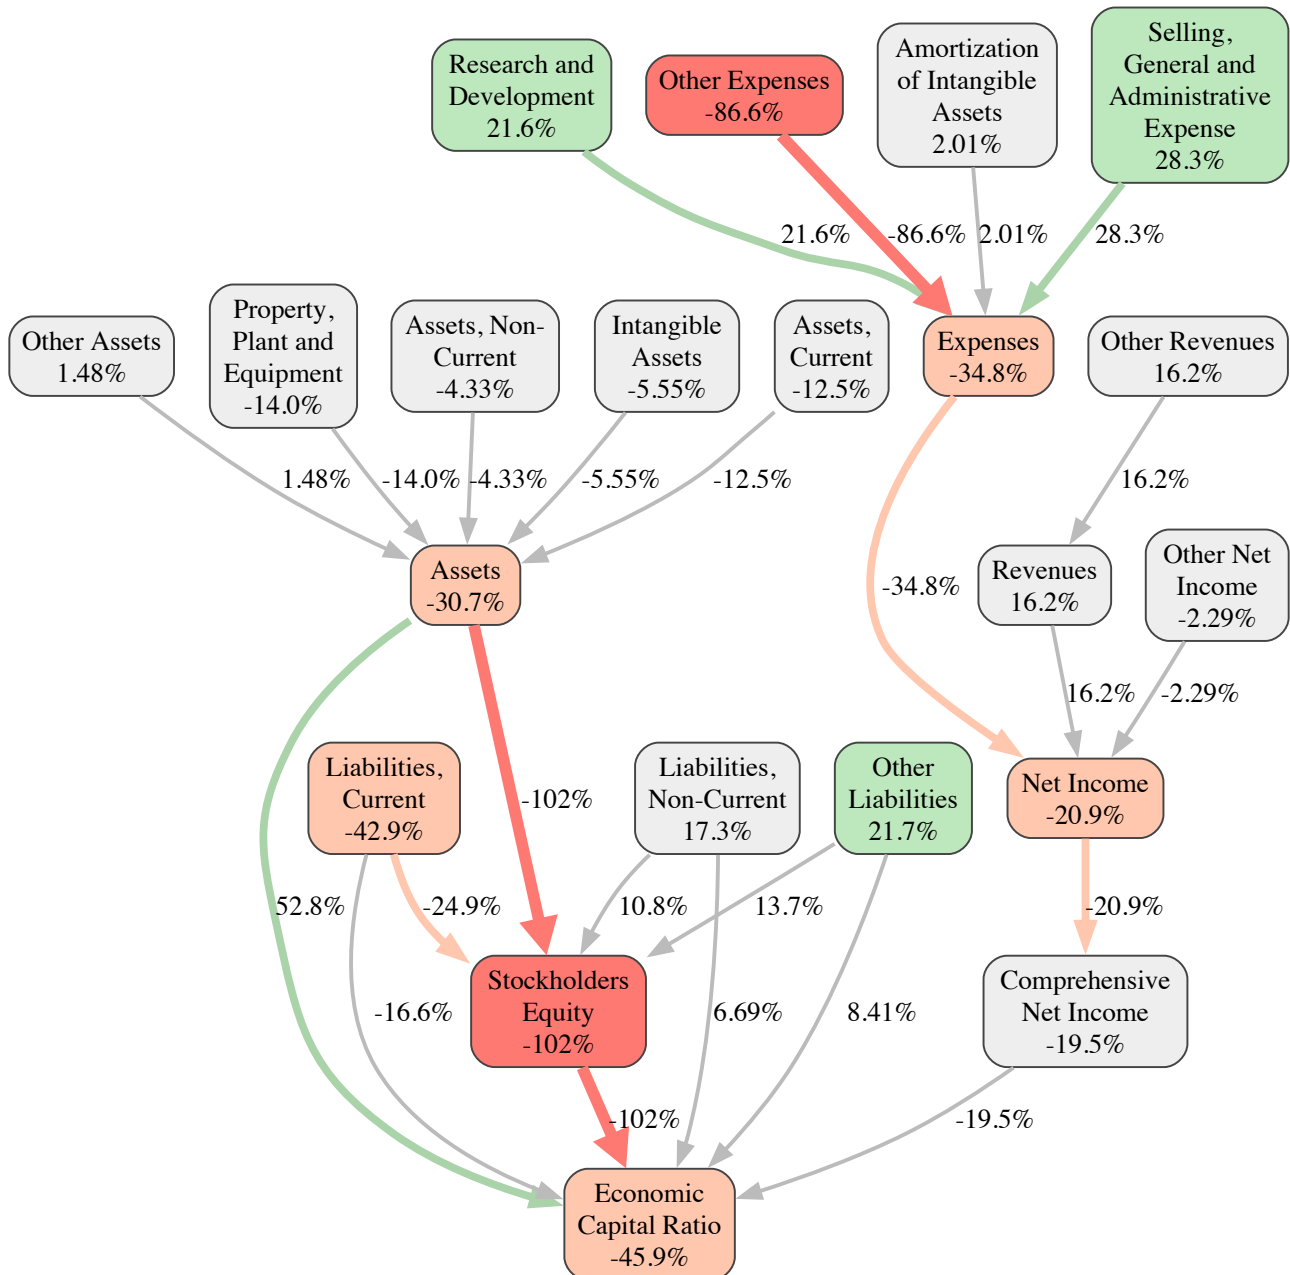 Research and
Development
21.6%
Other Expenses
-86.6%
Amortization
of Intangible
Assets
2.01%
Selling,
General and
Administrative
Expense
28.3%
21.6%
-86.6%
2.01%
28.3%
Other Assets
1.48%
Property,
Plant and
Equipment
-14.0%
Assets, Non-
Current
-4.33%
Intangible
Assets
-5.55%
Assets,
Current
-12.5%
Expenses
-34.8%
Other Revenues
16.2%
1.48%
-14.0%
-4.33%
-5.55%
-12.5%
16.2%
Assets
-30.7%
-34.8%
Revenues
16.2%
Other Net
Income
-2.29%
16.2%
-2.29%
Liabilities,
Current
-42.9%
-102%
Liabilities,
Non-Current
17.3%
Other
Liabilities
21.7%
Net Income
-20.9%
52.8%
-24.9%
10.8%
13.7%
-20.9%
Stockholders
Equity
-102%
Comprehensive
Net Income
-19.5%
-16.6%
6.69%
8.41%
-102%
-19.5%
Economic
Capital Ratio
-45.9%